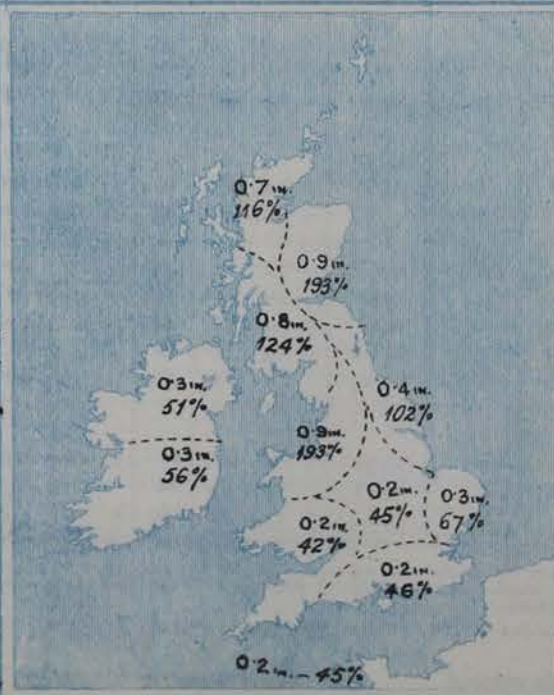 0·7 in.
116%
0·9 in.
193%
0·8 in.
124%
0·3 in.
51%
0·4 in.
102%
0·9 in.
193%
0·3 in.
56%
0·2 in.
45%
0·3 in.
67%
0·2 in.
42%
0·2 in.
46%
0·2 in. – 45%